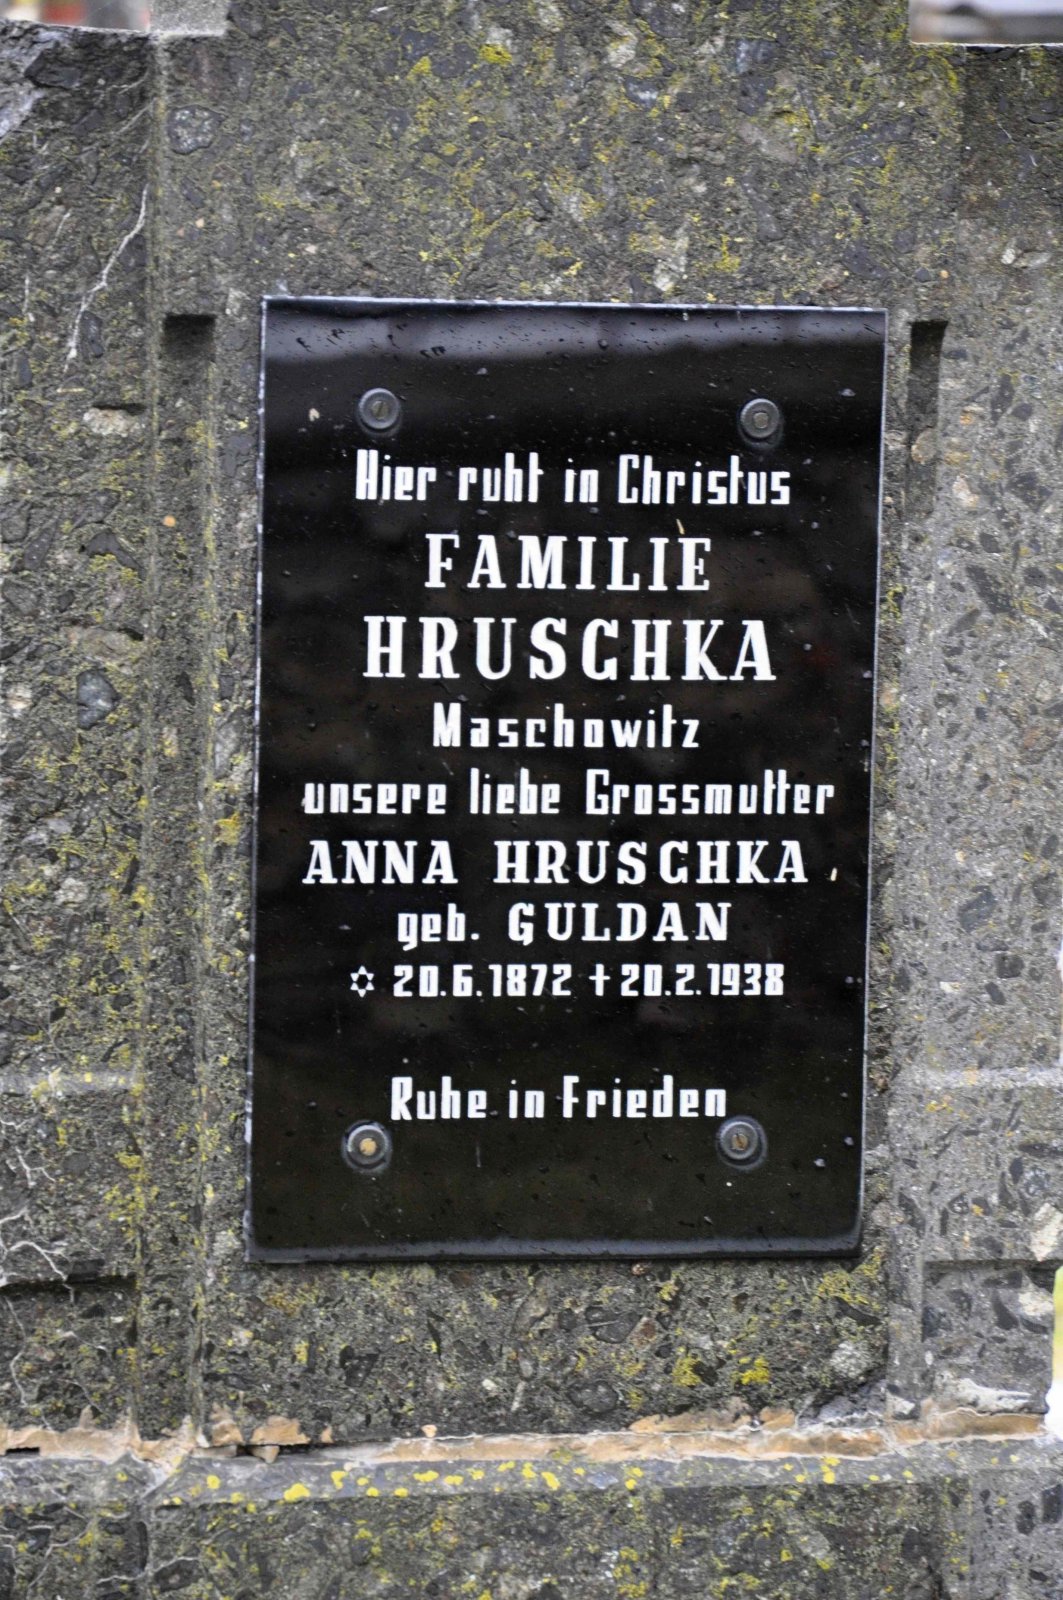 Hier ruht in Christus
FAMILIE
HRUSCHKA
Maschowitz
unsere liebe Grossmutter
ANNA HRUSCHKA
geb. GULDAN
✡ 20.6.1872 ✝ 20.2.1938
Ruhe in Frieden